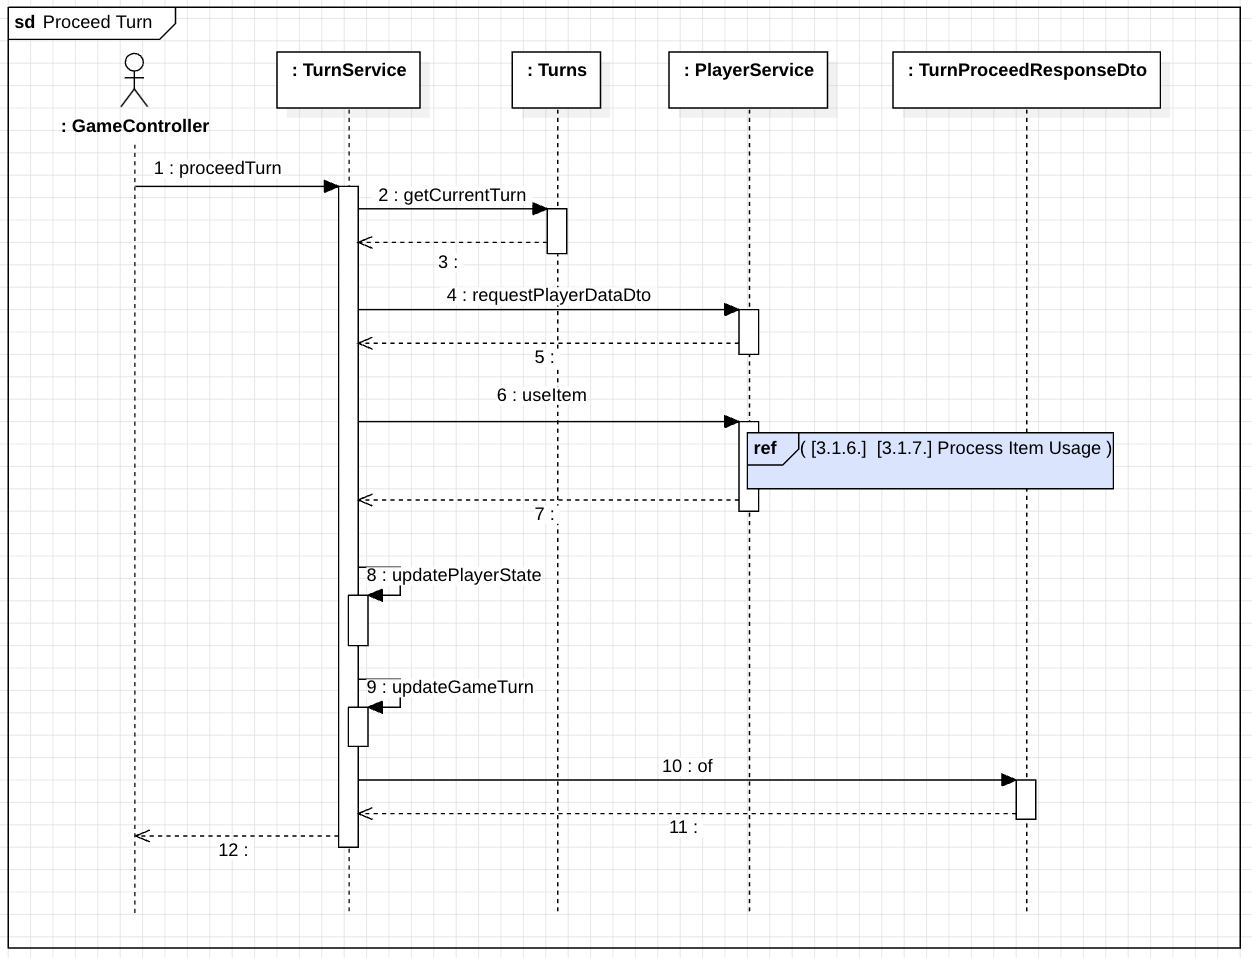 sd Proceed Turn
: GameController
: TurnService
: Turns
: PlayerService
: TurnProceedResponseDto
1 : proceedTurn
2 : getCurrentTurn
3 :
4 : requestPlayerDataDto
5 :
6 : useItem
ref ( [3.1.6.] [3.1.7.] Process Item Usage )
7 :
8 : updatePlayerState
9 : updateGameTurn
10 : of
11 :
12 :